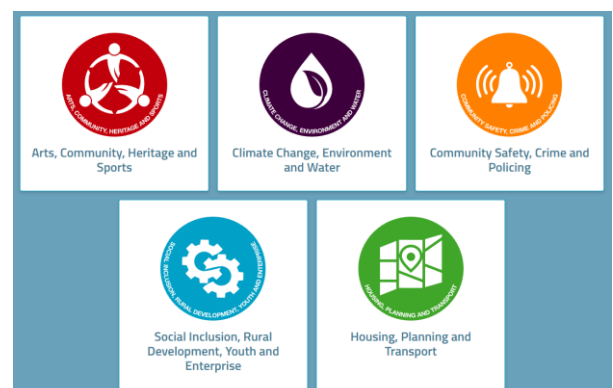 ARTS, COMMUNITY, HERITAGE AND SPORTS
CLIMATE CHANGE, ENVIRONMENT AND WATER
COMMUNITY SAFETY, CRIME AND POLICING
Arts, Community, Heritage and
Sports
Climate Change, Environment
and Water
Community Safety, Crime and
Policing
SOCIAL INCLUSION, RURAL DEVELOPMENT, YOUTH AND ENTERPRISE
HOUSING, PLANNING AND TRANSPORT
Social Inclusion, Rural
Development, Youth and
Enterprise
Housing, Planning and
Transport